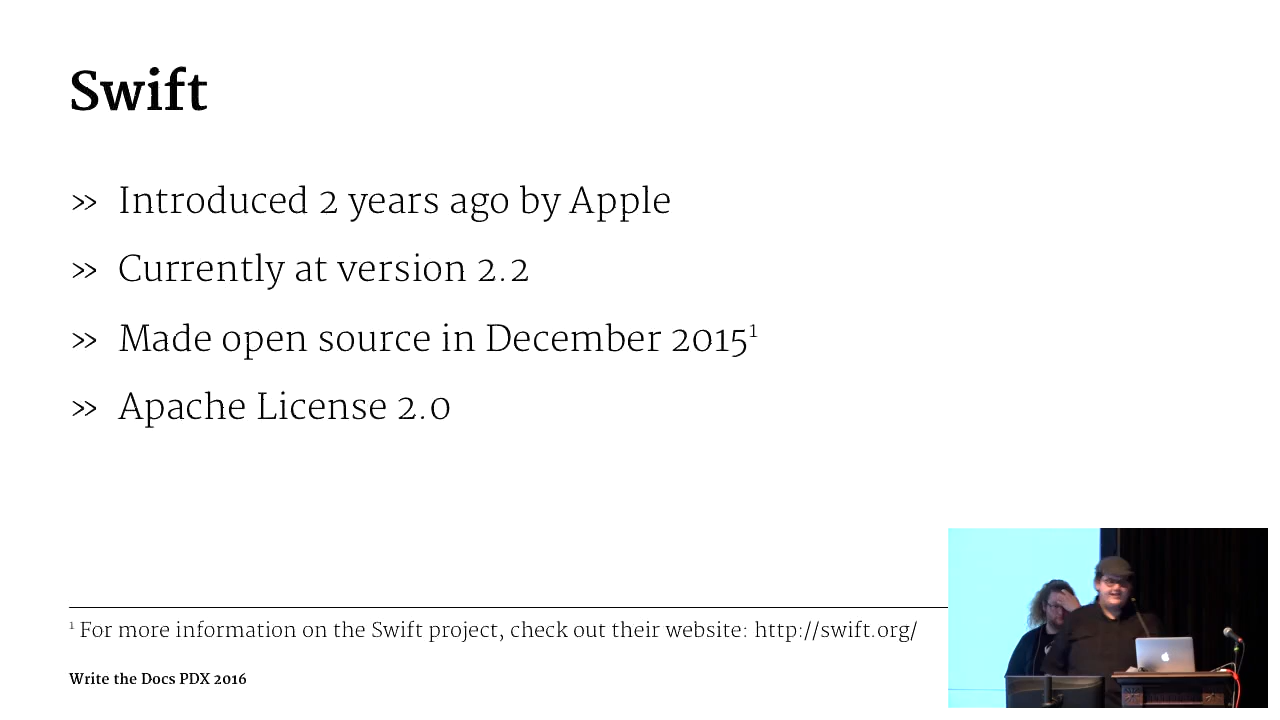 Swift
» Introduced 2 years ago by Apple
» Currently at version 2.2
» Made open source in December 2015¹
» Apache License 2.0
¹ For more information on the Swift project, check out their website: http://swift.org/
Write the Docs PDX 2016